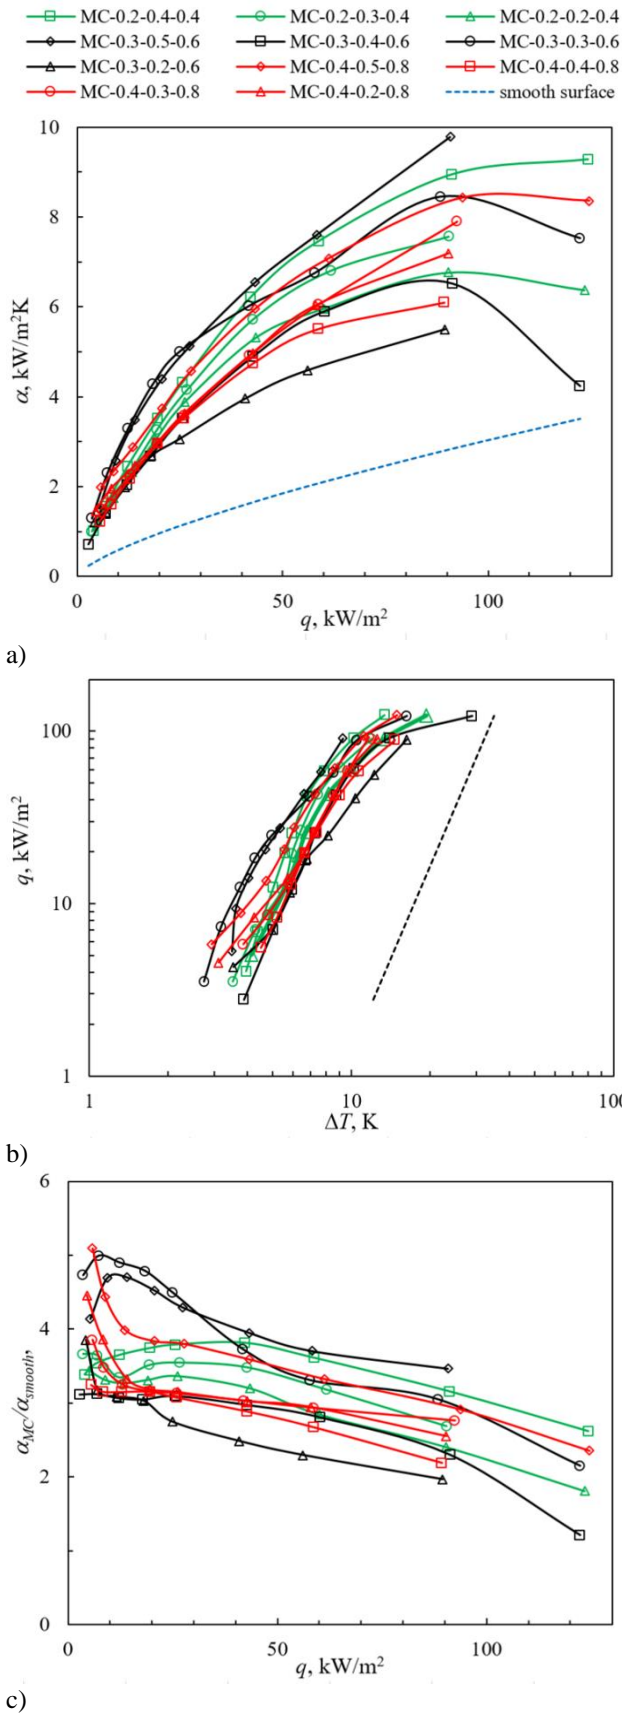 MC-0.2-0.4-0.4 MC-0.2-0.3-0.4 MC-0.2-0.2-0.4
MC-0.3-0.5-0.6 MC-0.3-0.4-0.6 MC-0.3-0.3-0.6
MC-0.3-0.2-0.6 MC-0.4-0.5-0.8 MC-0.4-0.4-0.8
MC-0.4-0.3-0.8 MC-0.4-0.2-0.8 smooth surface
10
8
6
4
2
0
α, kW/m²K
0 50 100
q, kW/m²
a)
100
10
1
q, kW/m²
1 10 100
ΔT, K
b)
6
4
2
0
α_MC/α_smooth,
0 50 100
q, kW/m²
c)